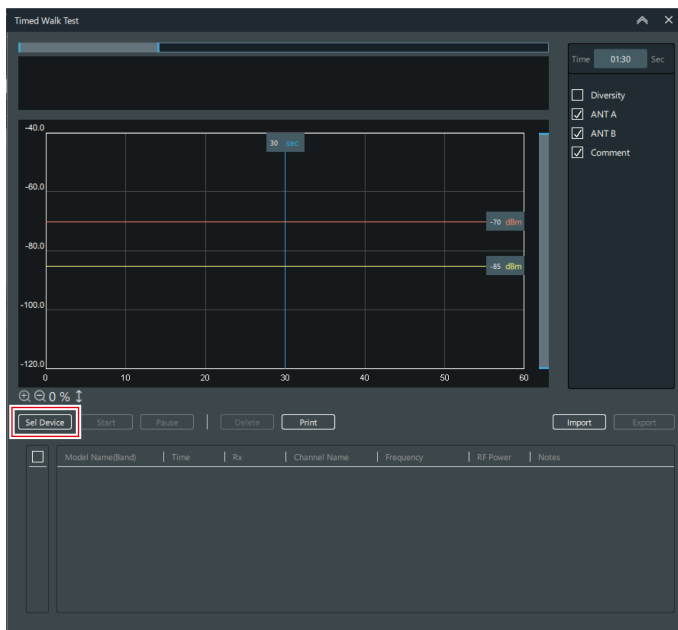 Timed Walk Test
Time 01:30 Sec
Diversity
ANT A
ANT B
Comment
-40.0
30 sec
-60.0
-70 dBm
-80.0
-85 dBm
-100.0
-120.0
0 10 20 30 40 50 60
0 %
Sel Device Start Pause Delete Print Import Export
Model Name(Band) Time Rx Channel Name Frequency RF Power Notes